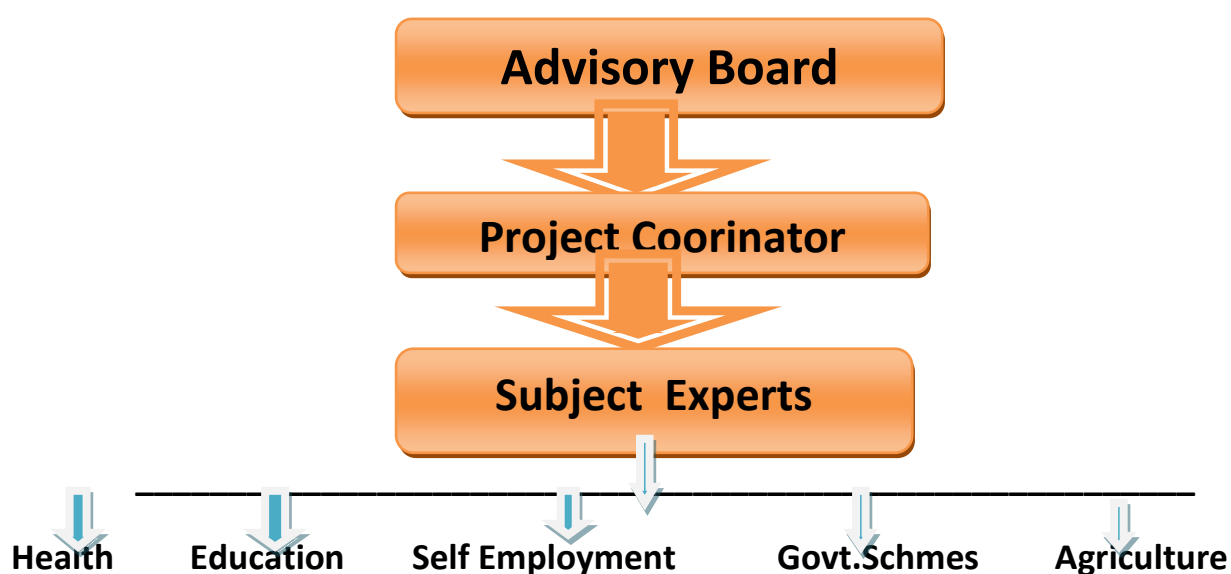 Advisory Board
Project Coorinator
Subject  Experts
Health Education Self Employment Govt.Schmes Agriculture